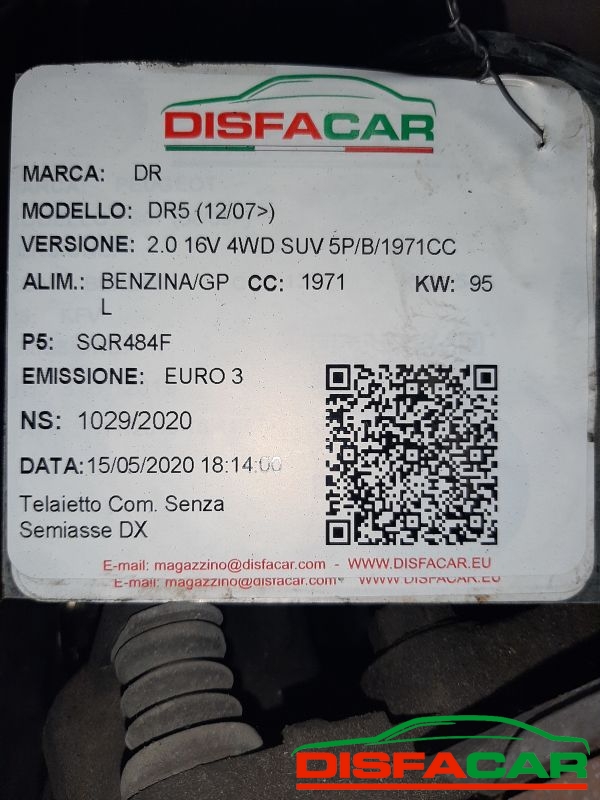 DISFACAR
MARCA: DR
MODELLO: DR5 (12/07>)
VERSIONE: 2.0 16V 4WD SUV 5P/B/1971CC
ALIM.: BENZINA/GP CC: 1971 KW: 95
L
P5: SQR484F
EMISSIONE: EURO 3
NS: 1029/2020
DATA:15/05/2020 18:14:00
Telaietto Com. Senza
Semiasse DX
E-mail: magazzino@disfacar.com - WWW.DISFACAR.EU
E-mail: magazzino@disfacar.com - WWW.DISFACAR.EU
DISFACAR